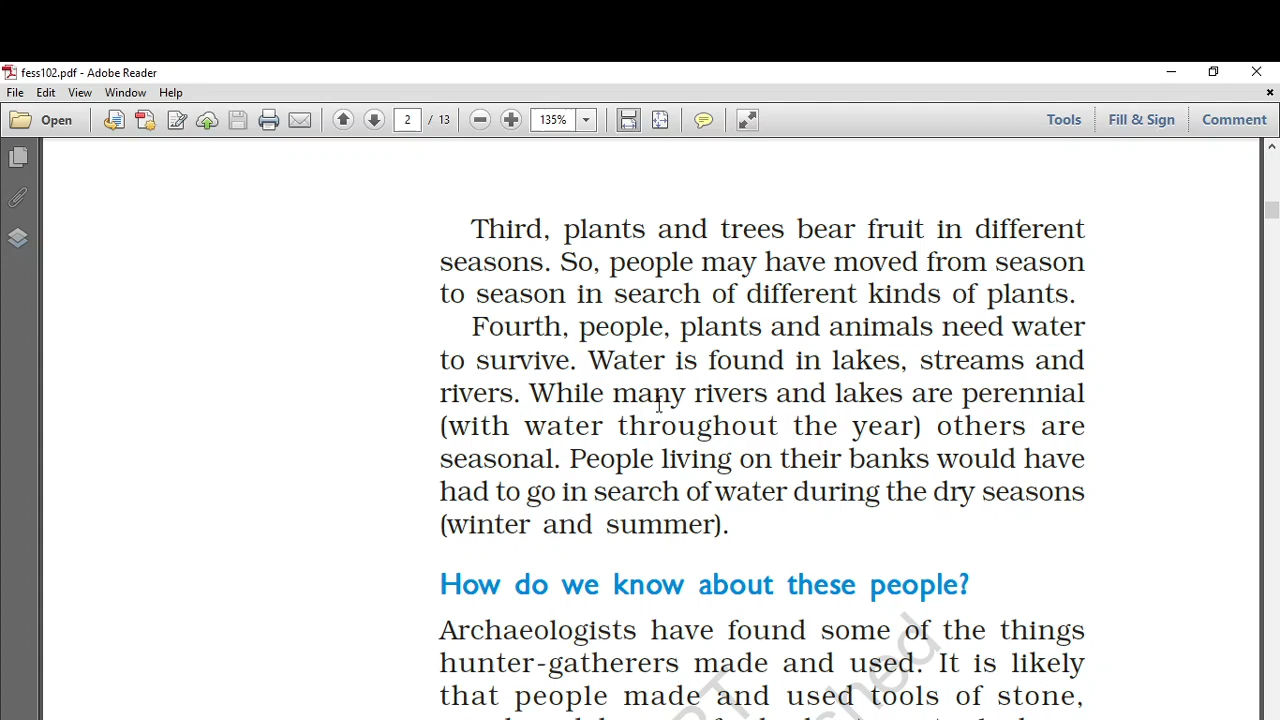 fess102.pdf - Adobe Reader
File Edit View Window Help
Open 2 / 13 135% Tools Fill & Sign Comment
Third, plants and trees bear fruit in different
seasons. So, people may have moved from season
to season in search of different kinds of plants.
Fourth, people, plants and animals need water
to survive. Water is found in lakes, streams and
rivers. While many rivers and lakes are perennial
(with water throughout the year) others are
seasonal. People living on their banks would have
had to go in search of water during the dry seasons
(winter and summer).
How do we know about these people?
Archaeologists have found some of the things
hunter-gatherers made and used. It is likely
that people made and used tools of stone,